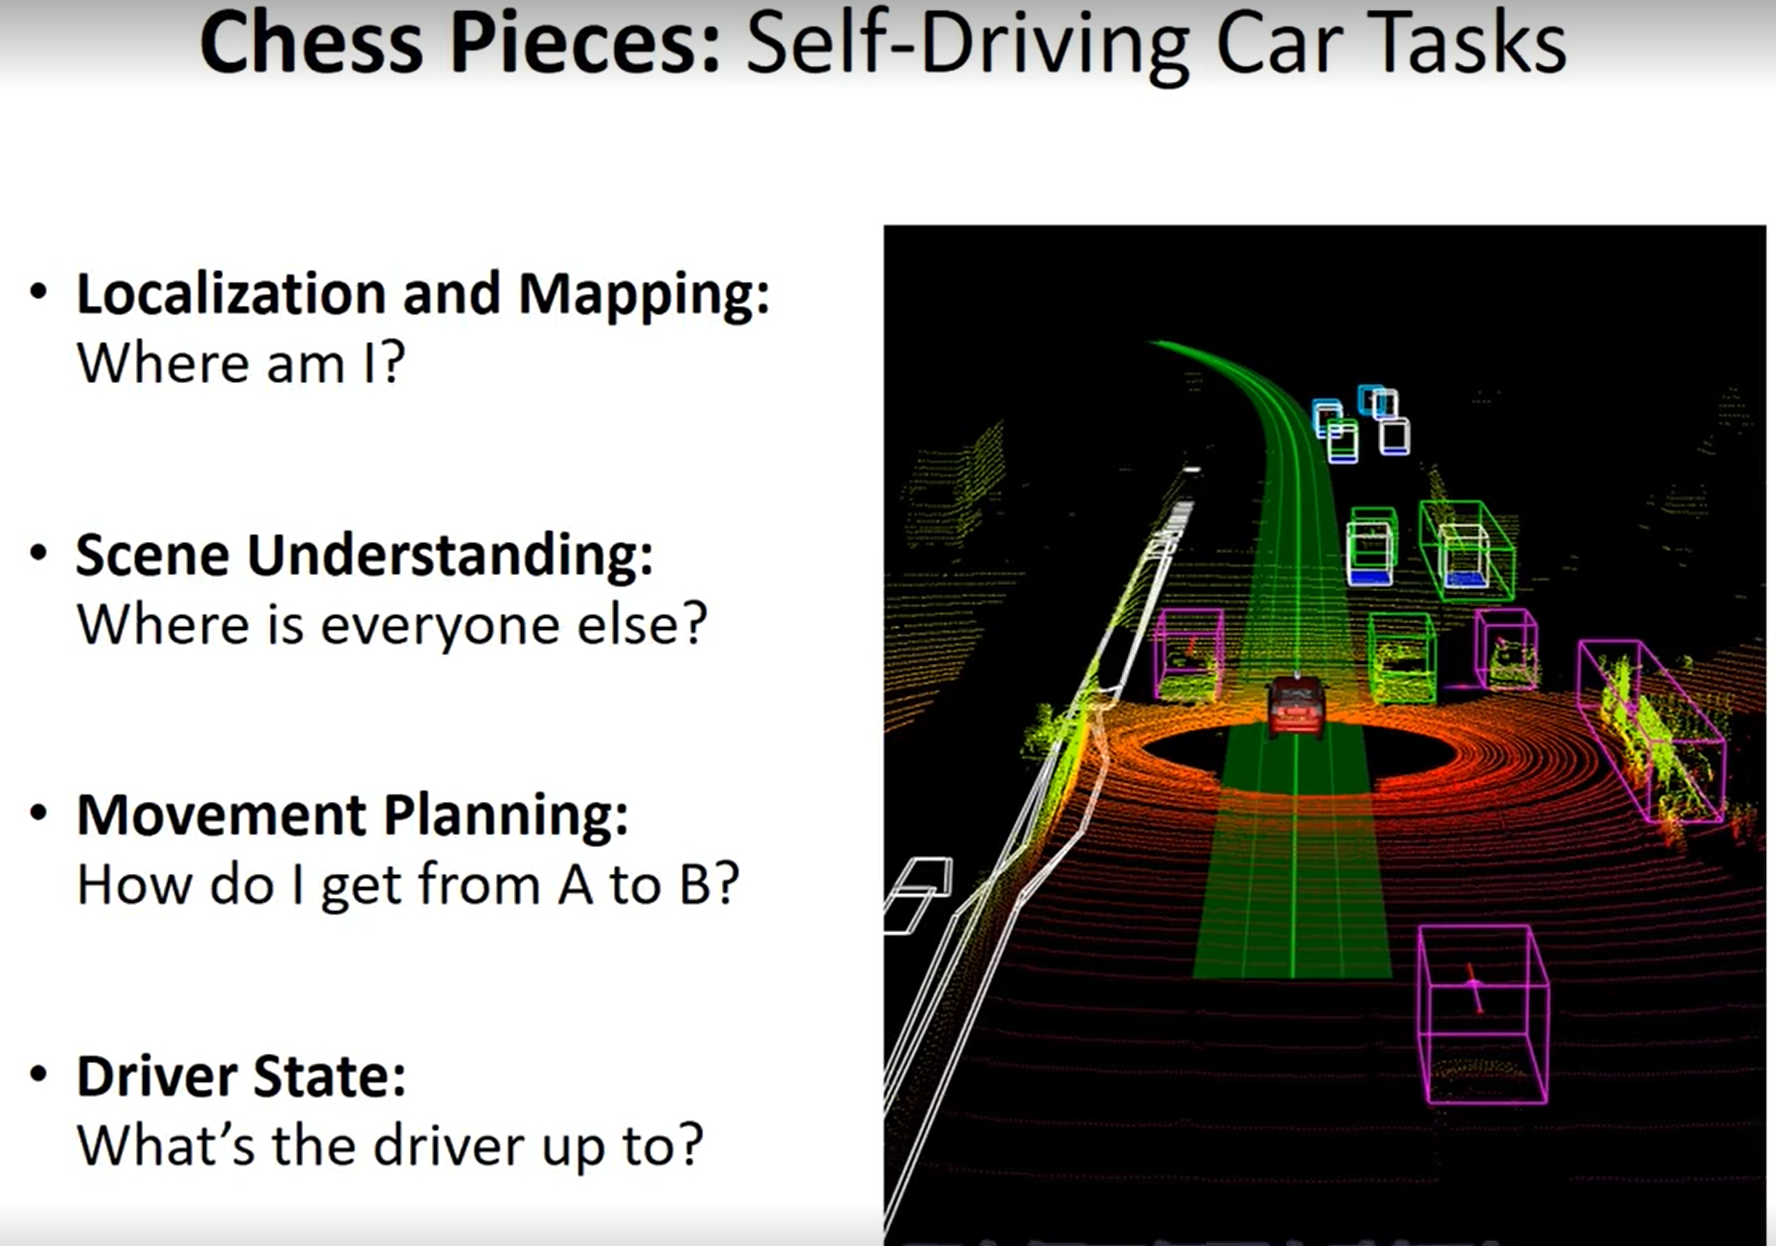 Chess Pieces: Self-Driving Car Tasks
• Localization and Mapping:
Where am I?
• Scene Understanding:
Where is everyone else?
• Movement Planning:
How do I get from A to B?
• Driver State:
What's the driver up to?